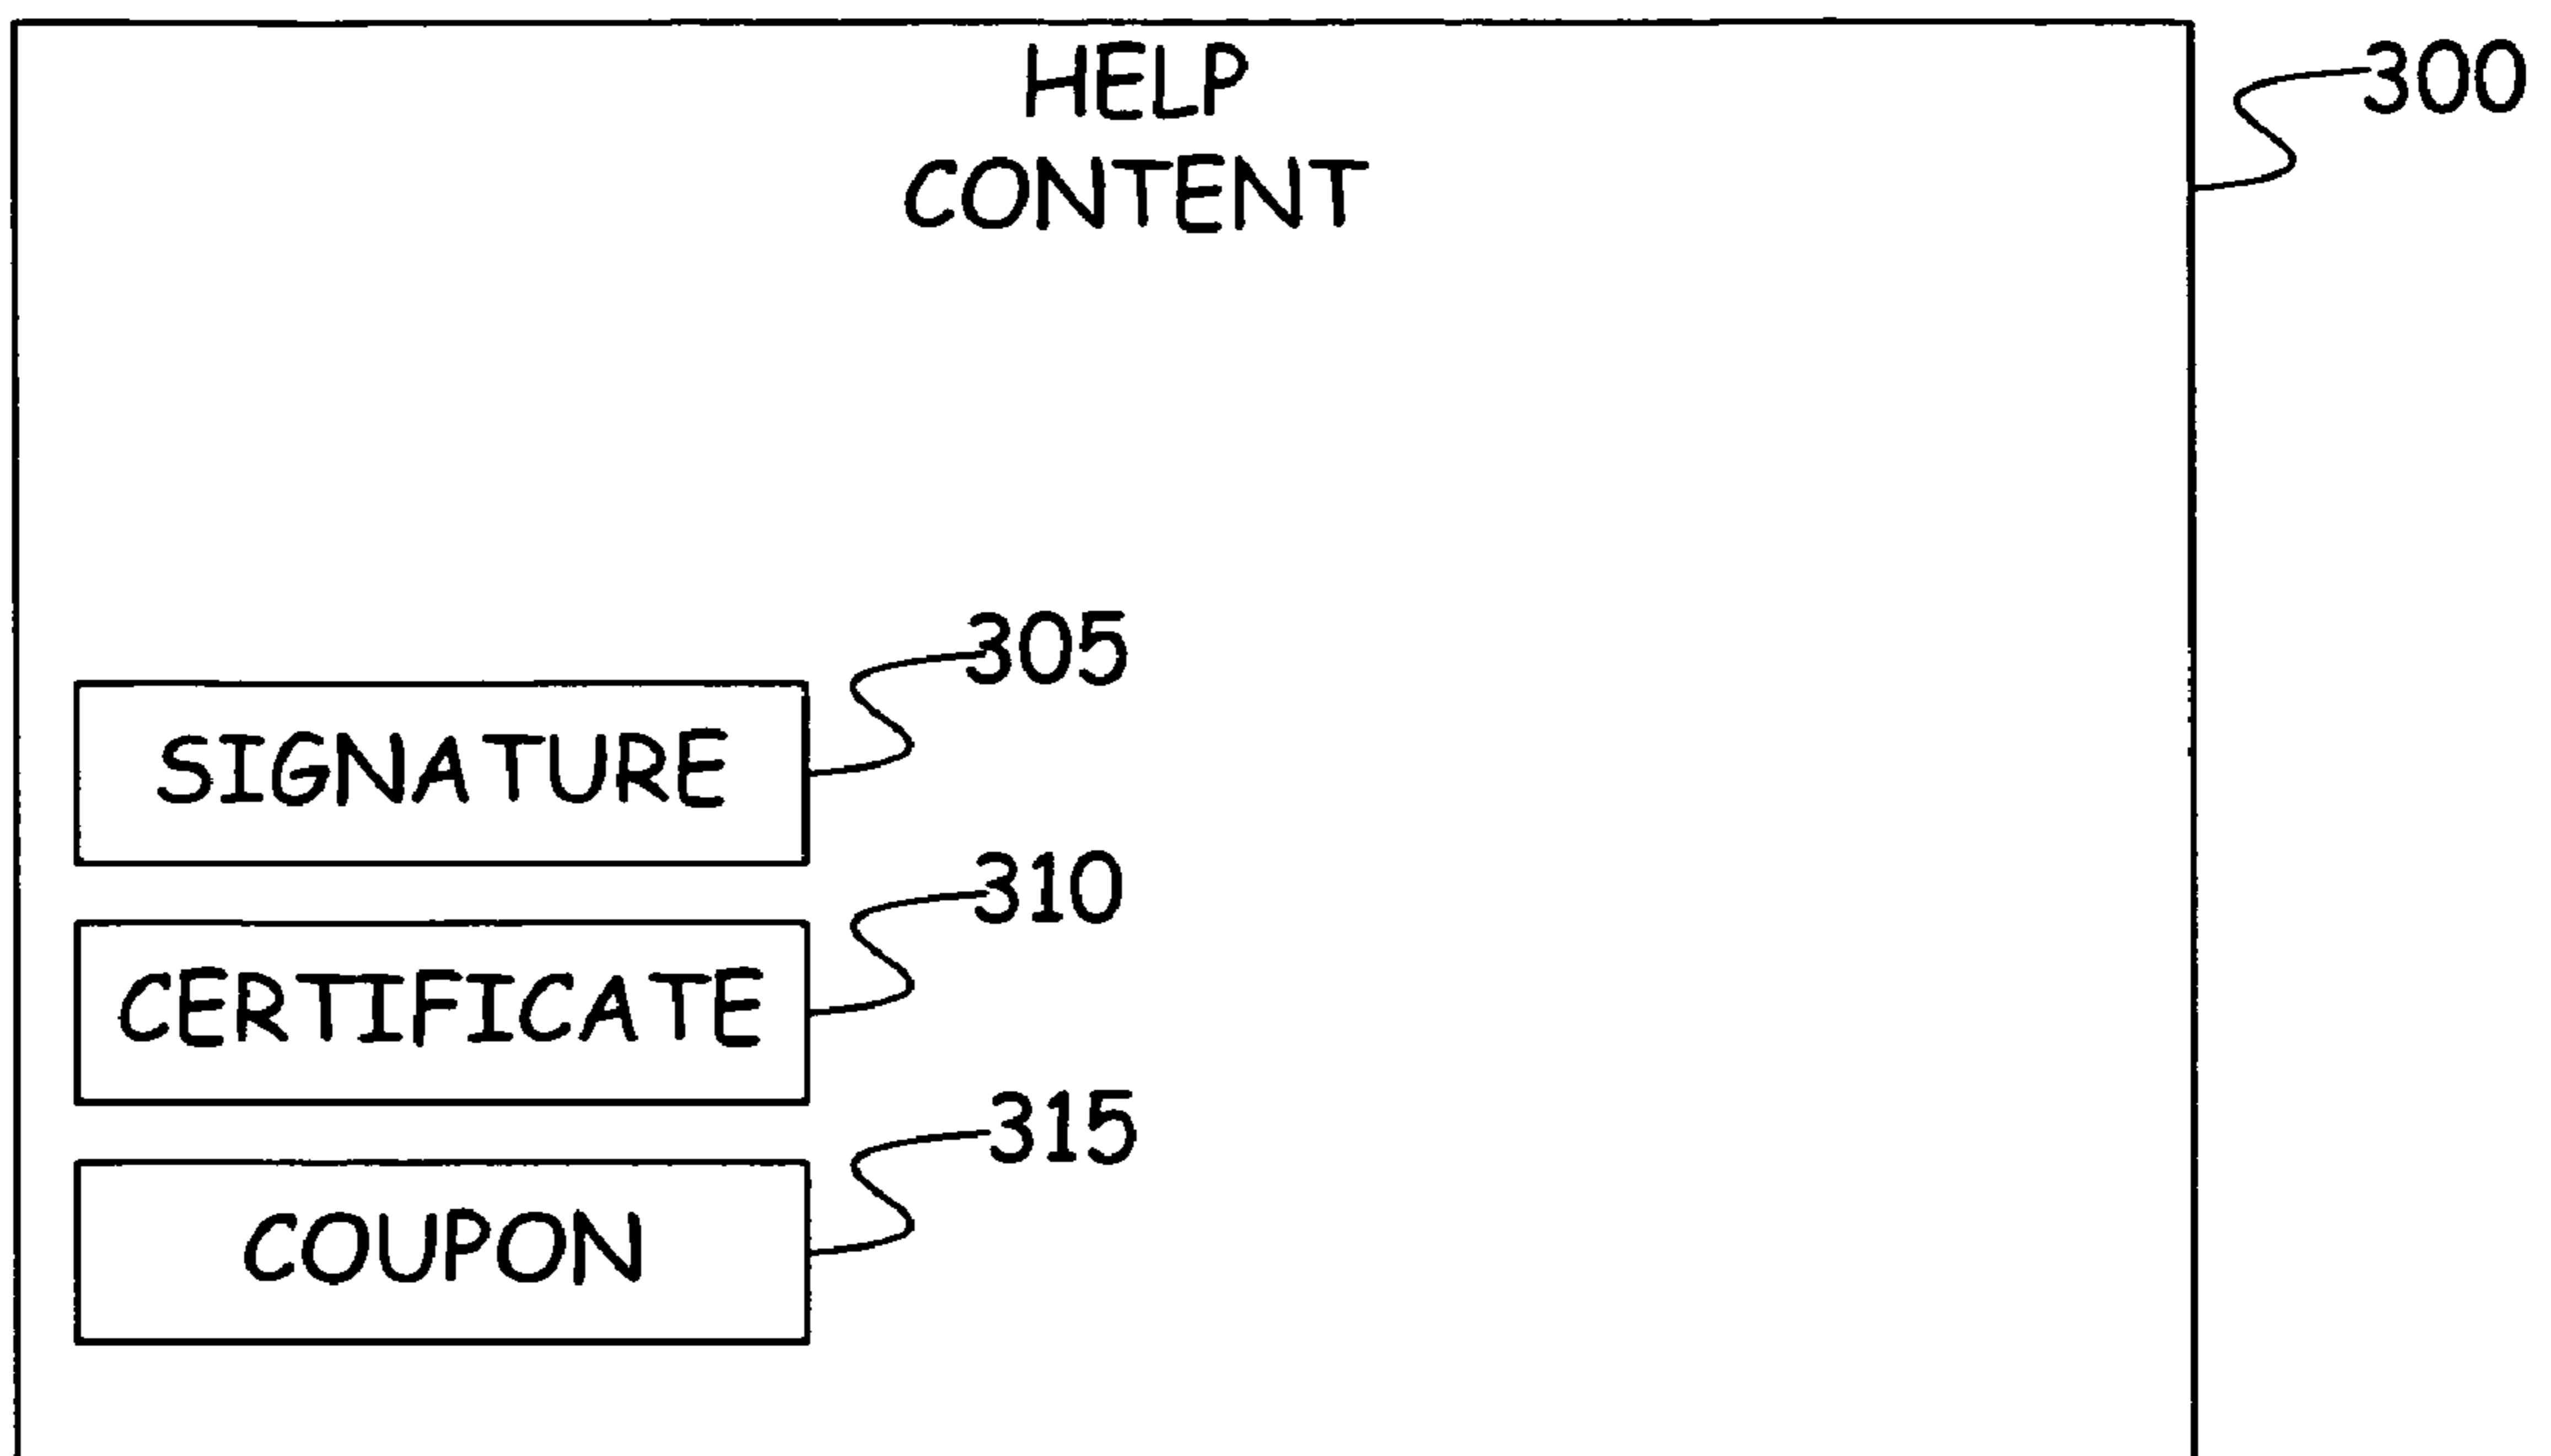 HELP
CONTENT
300
305
SIGNATURE
310
CERTIFICATE
315
COUPON